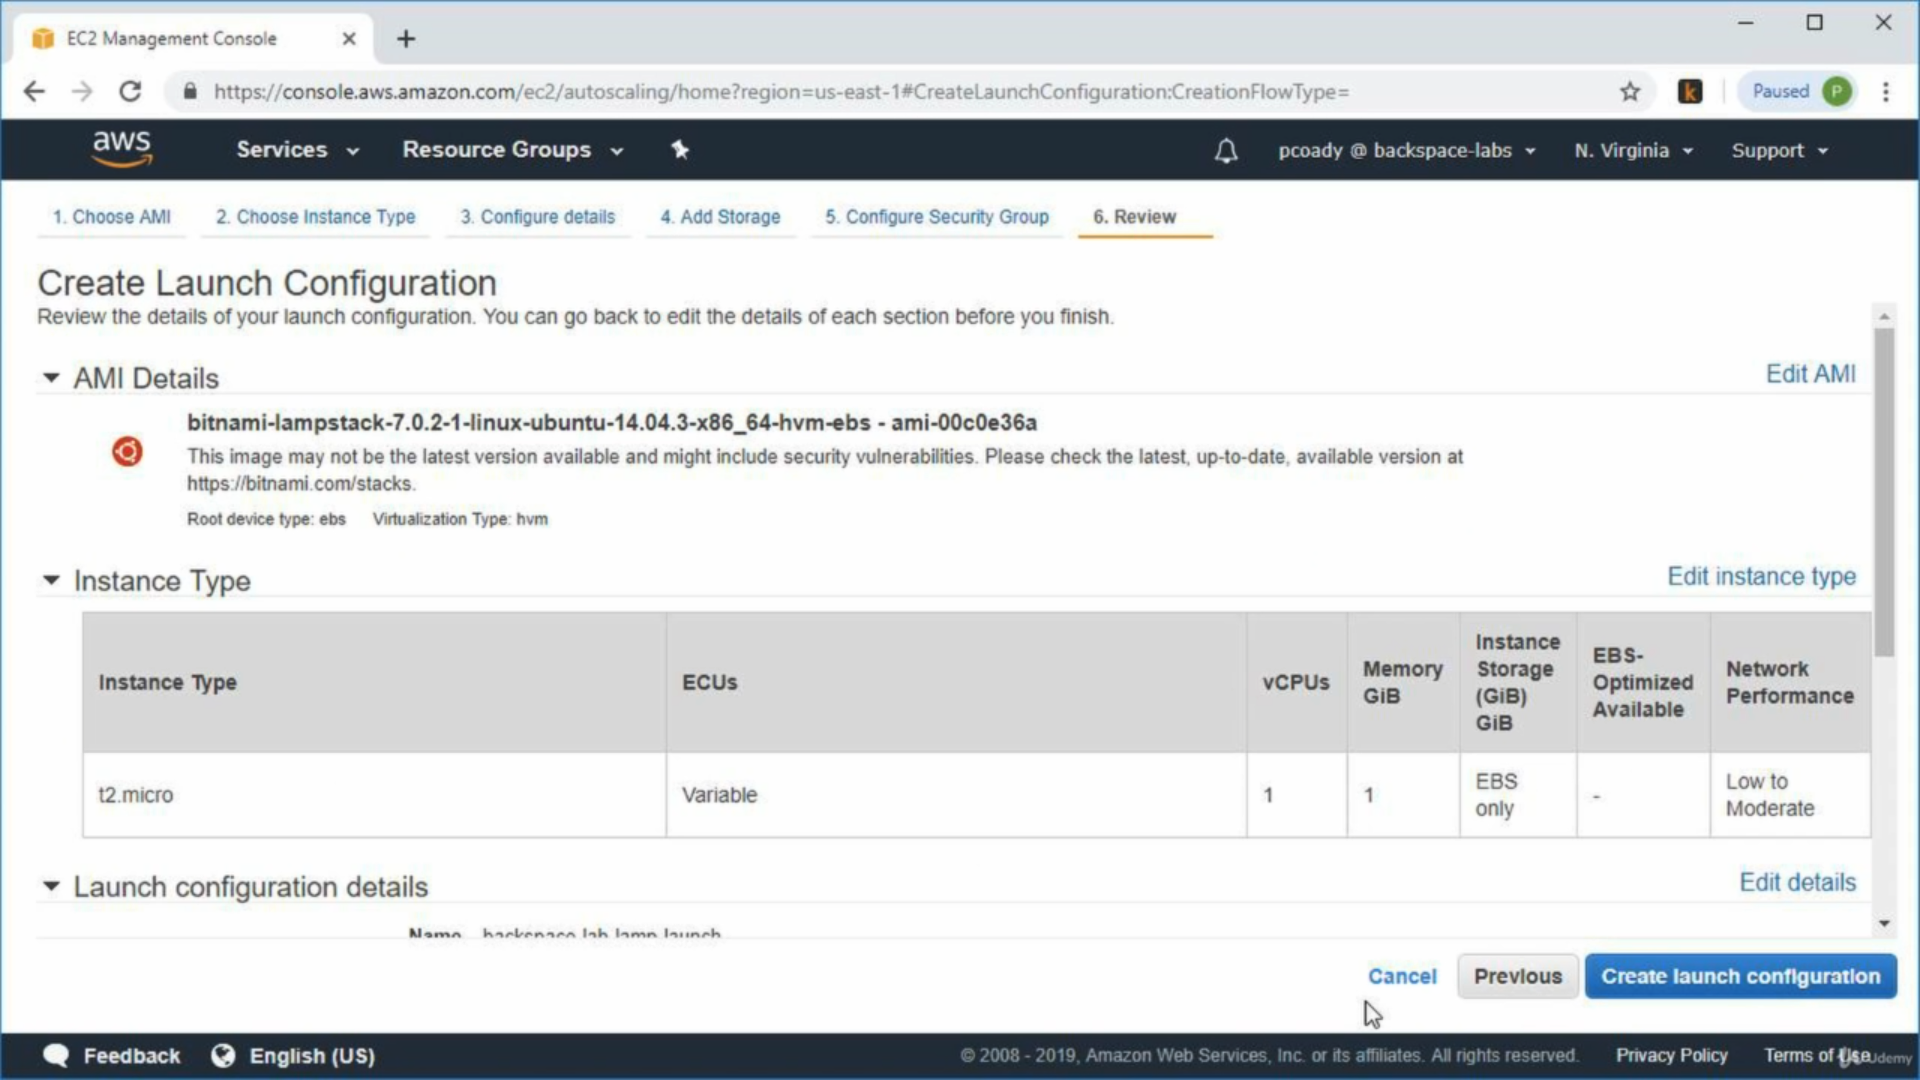 EC2 Management Console
https://console.aws.amazon.com/ec2/autoscaling/home?region=us-east-1#CreateLaunchConfiguration:CreationFlowType=
k
Paused P
aws Services Resource Groups pcoady @ backspace-labs N. Virginia Support
1. Choose AMI 2. Choose Instance Type 3. Configure details 4. Add Storage 5. Configure Security Group 6. Review
Create Launch Configuration
Review the details of your launch configuration. You can go back to edit the details of each section before you finish.
AMI Details Edit AMI
bitnami-lampstack-7.0.2-1-linux-ubuntu-14.04.3-x86_64-hvm-ebs - ami-00c0e36a
This image may not be the latest version available and might include security vulnerabilities. Please check the latest, up-to-date, available version at
https://bitnami.com/stacks.
Root device type: ebs Virtualization Type: hvm
Instance Type Edit instance type
Instance Type ECUs vCPUs Memory GiB Instance Storage (GiB) GiB EBS-Optimized Available Network Performance
t2.micro Variable 1 1 EBS only - Low to Moderate
Launch configuration details Edit details
Name backspace-lab-lamp-launch
Cancel Previous Create launch configuration
Feedback English (US) © 2008 - 2019, Amazon Web Services, Inc. or its affiliates. All rights reserved. Privacy Policy Terms of Use
Udemy